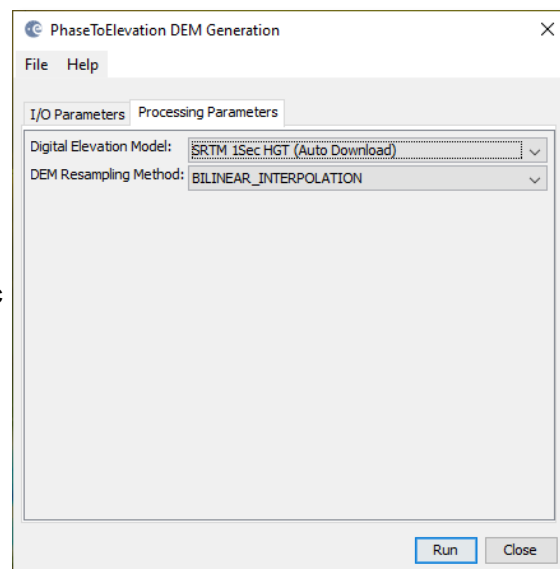 PhaseToElevation DEM Generation
File Help
I/O Parameters Processing Parameters
Digital Elevation Model: SRTM 1Sec HGT (Auto Download)
DEM Resampling Method: BILINEAR_INTERPOLATION
Run Close